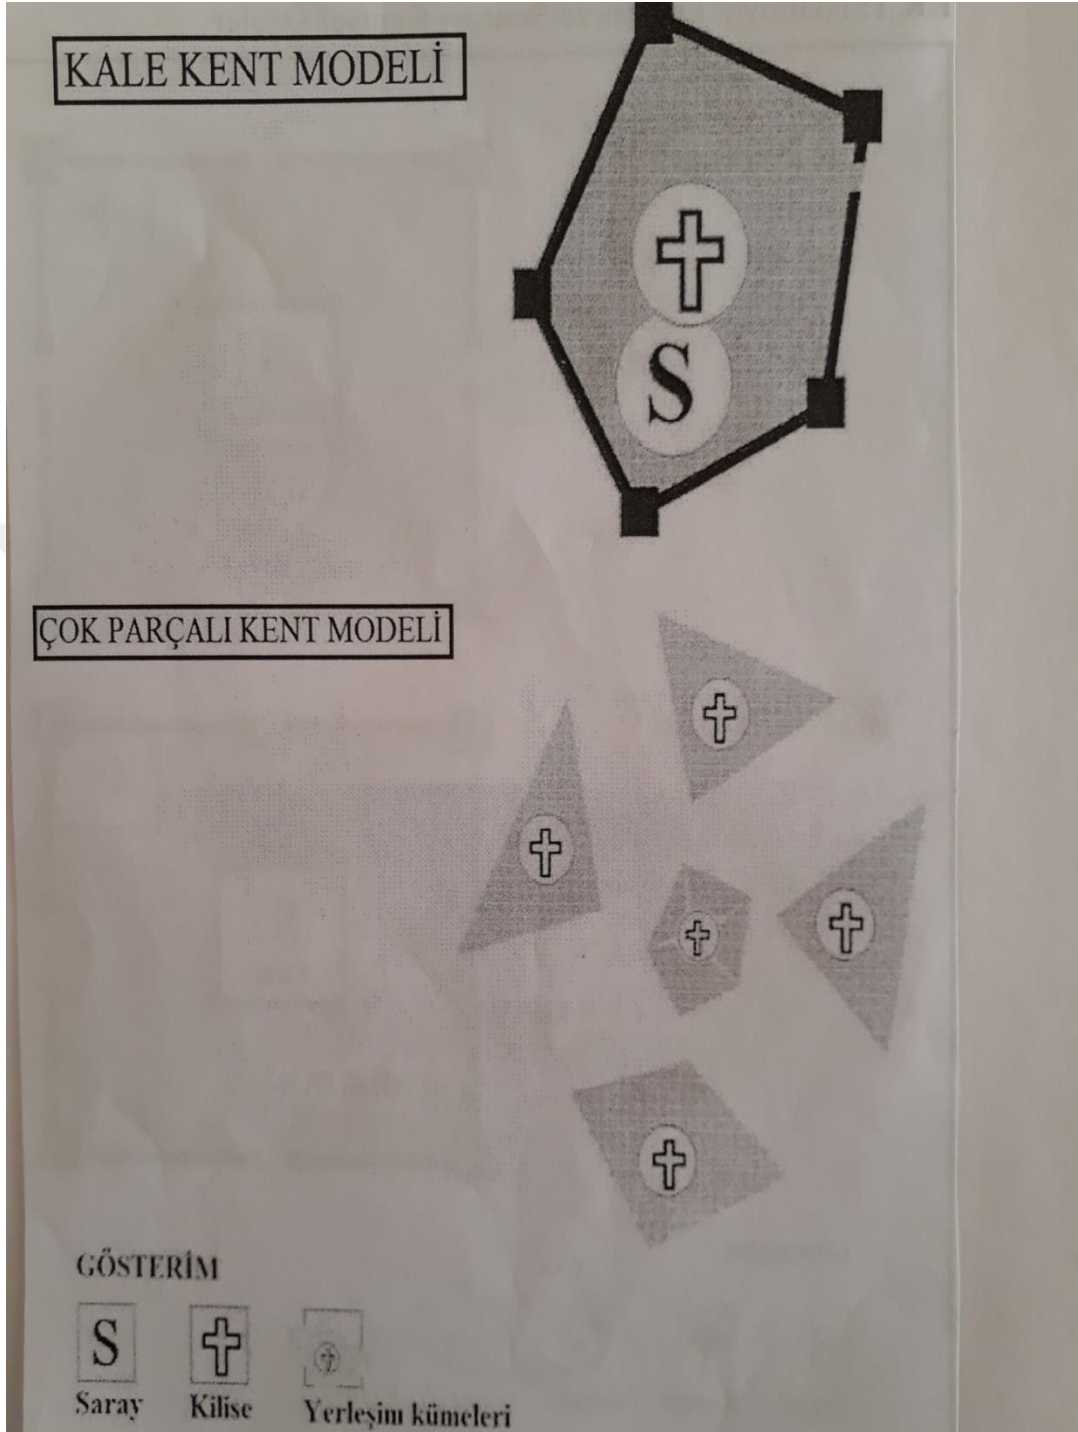 KALE KENT MODELİ
S
ÇOK PARÇALI KENT MODELİ
GÖSTERİM
S
Saray
Kilise
Yerleşim kümeleri